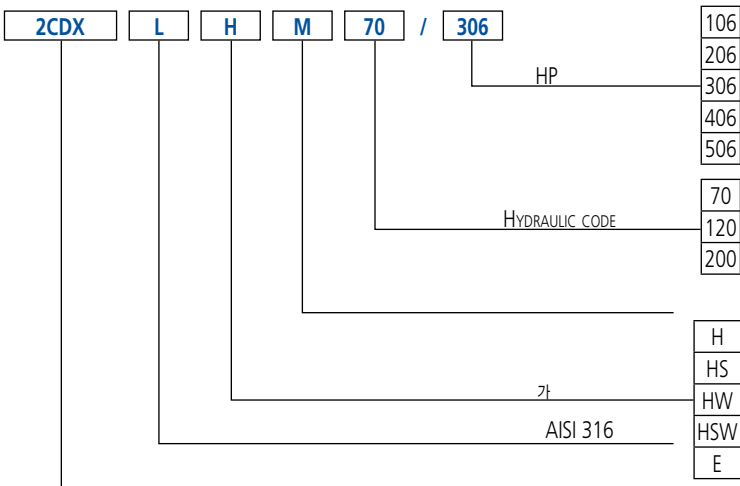 2CDX L H M 70 / 306
106
206
HP 306
406
506
70
HYDRAULIC CODE 120
200
H
HS
가 HW
AISI 316 HSW
E